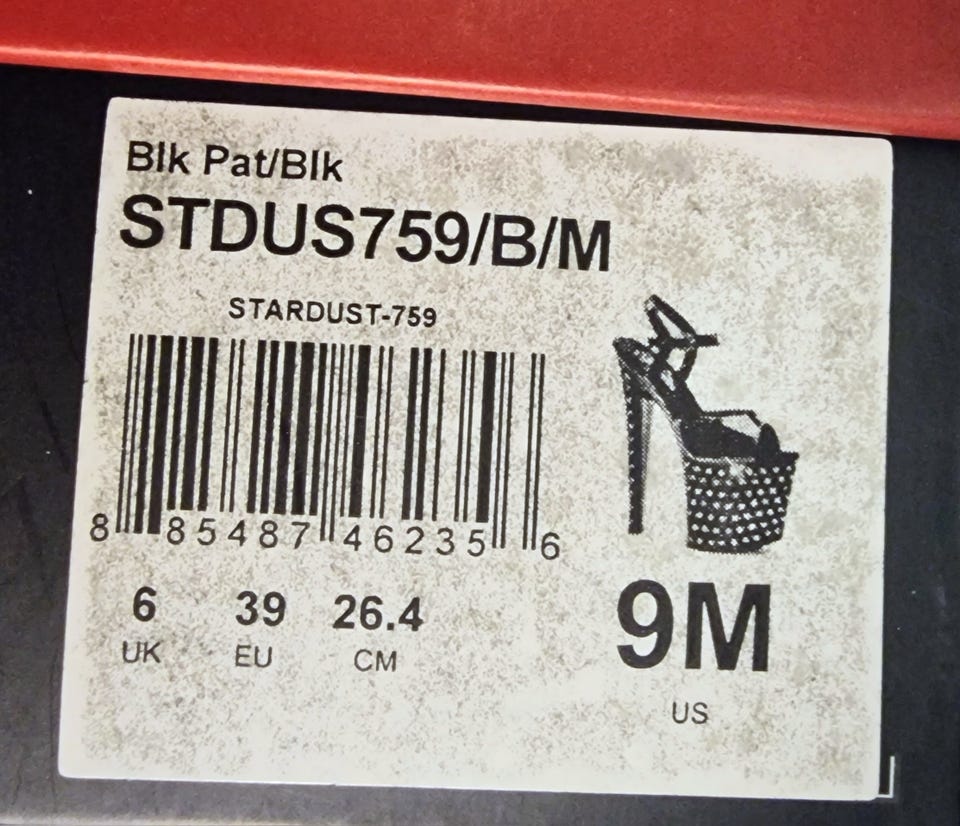 Blk Pat/Blk
STDUS759/B/M
STARDUST-759
8 85487 46235 6
6 39 26.4 9M
UK EU CM US